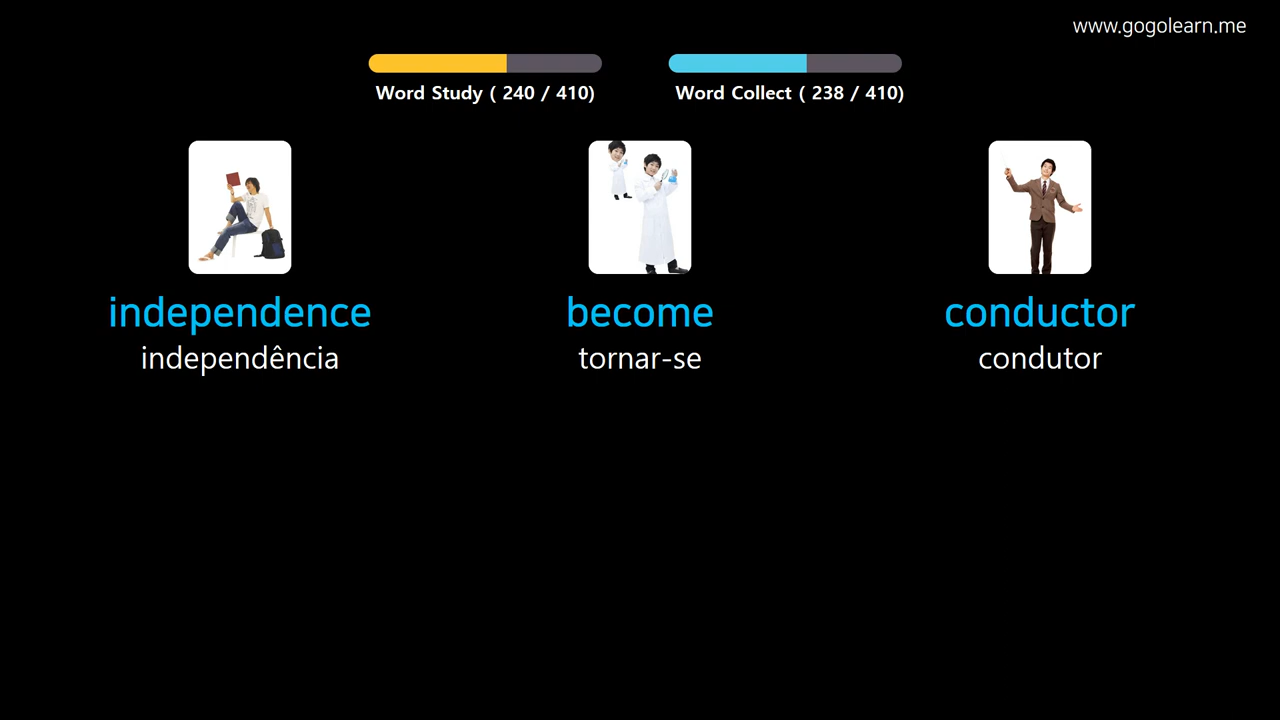 www.gogolearn.me
Word Study ( 240 / 410)
Word Collect ( 238 / 410)
independence
become
conductor
independência
tornar-se
condutor